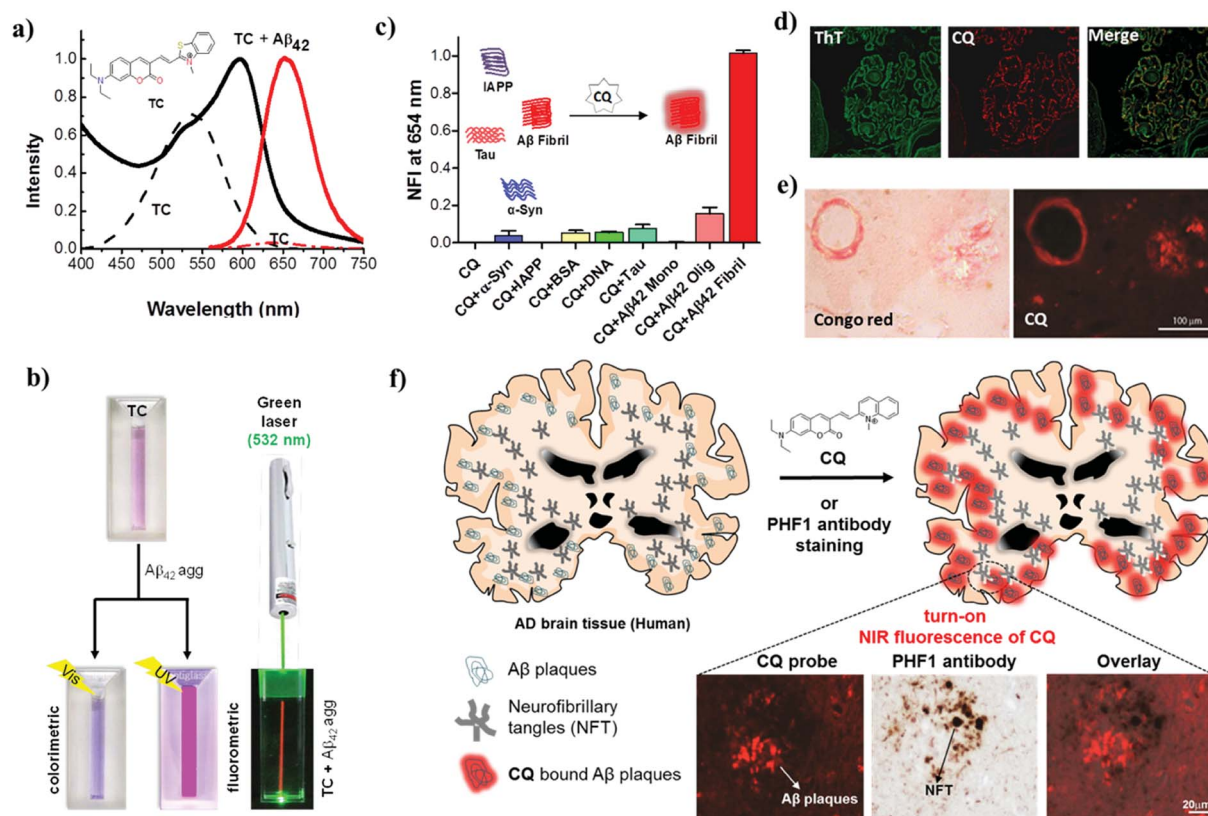 a)
TC + Aβ₄₂
TC
TC
TC
Intensity
1.0
0.8
0.6
0.4
0.2
0.0
400 450 500 550 600 650 700 750
Wavelength (nm)
b)
TC
Aβ₄₂ agg
Vis
UV
colorimetric
fluorometric
Green
laser
(532 nm)
TC + Aβ₄₂ agg
c)
NFI at 654 nm
1.0
0.8
0.6
0.4
0.2
0.0
IAPP
Tau
Aβ Fibril
α-Syn
CQ
Aβ Fibril
CQ
CQ+α-Syn
CQ+IAPP
CQ+BSA
CQ+DNA
CQ+Tau
CQ+Aβ42 Mono
CQ+Aβ42 Olig
CQ+Aβ42 Fibril
d)
ThT
CQ
Merge
e)
Congo red
CQ
100 µm
f)
AD brain tissue (Human)
CQ
or
PHF1 antibody
staining
Aβ plaques
Neurofibrillary
tangles (NFT)
CQ bound Aβ plaques
turn-on
NIR fluorescence of CQ
CQ probe
PHF1 antibody
Overlay
Aβ plaques
NFT
20µm